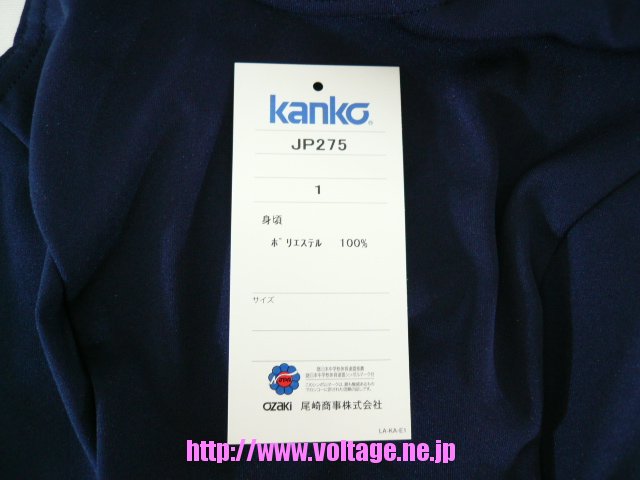 kanko®
JP275
1
身頃
ポリエステル 100%
サイズ
OZAKI 尾崎商事株式会社
LA-KA-E1
http://www.voltage.ne.jp